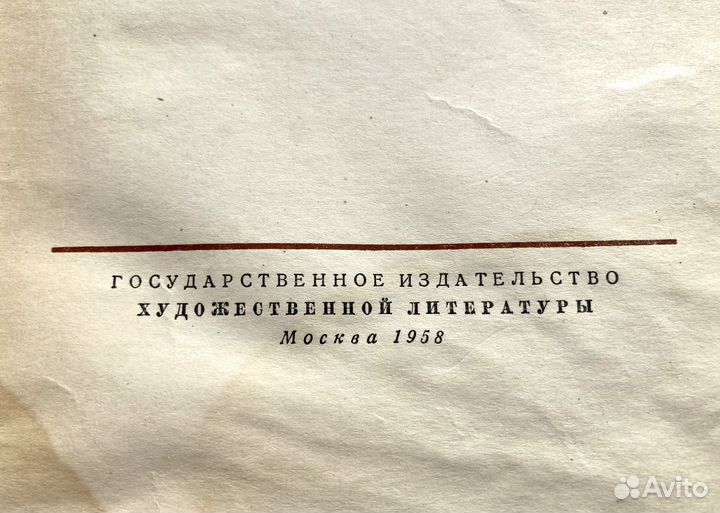 ГОСУДАРСТВЕННОЕ ИЗДАТЕЛЬСТВО
ХУДОЖЕСТВЕННОЙ ЛИТЕРАТУРЫ
Москва 1958
Avito